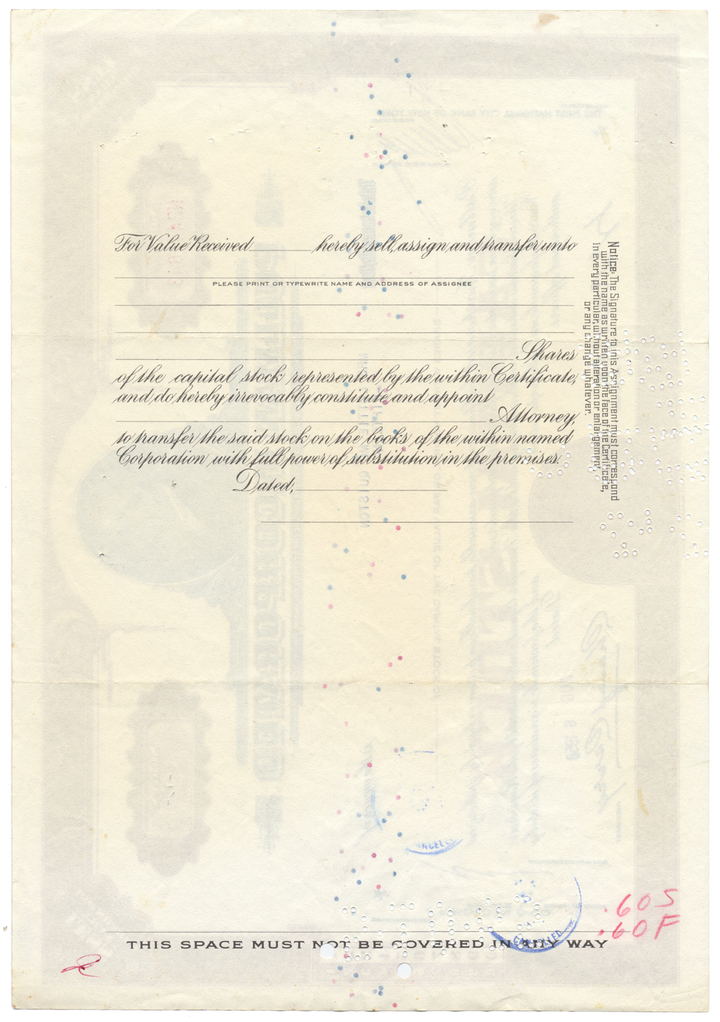 For Value Received ______ hereby sell, assign and transfer unto
PLEASE PRINT OR TYPEWRITE NAME AND ADDRESS OF ASSIGNEE
Shares
of the capital stock represented by the within Certificate,
and do hereby irrevocably constitute and appoint
Attorney,
to transfer the said stock on the books of the within named
Corporation with full power of substitution in the premises.
Dated,
Notice. The Signature to this Assignment must correspond
with the name as written upon the face of the Certificate,
in every particular, without alteration or enlargement,
or any change whatever.
CANCELLED
.60S
.60F
THIS SPACE MUST NOT BE COVERED IN ANY WAY